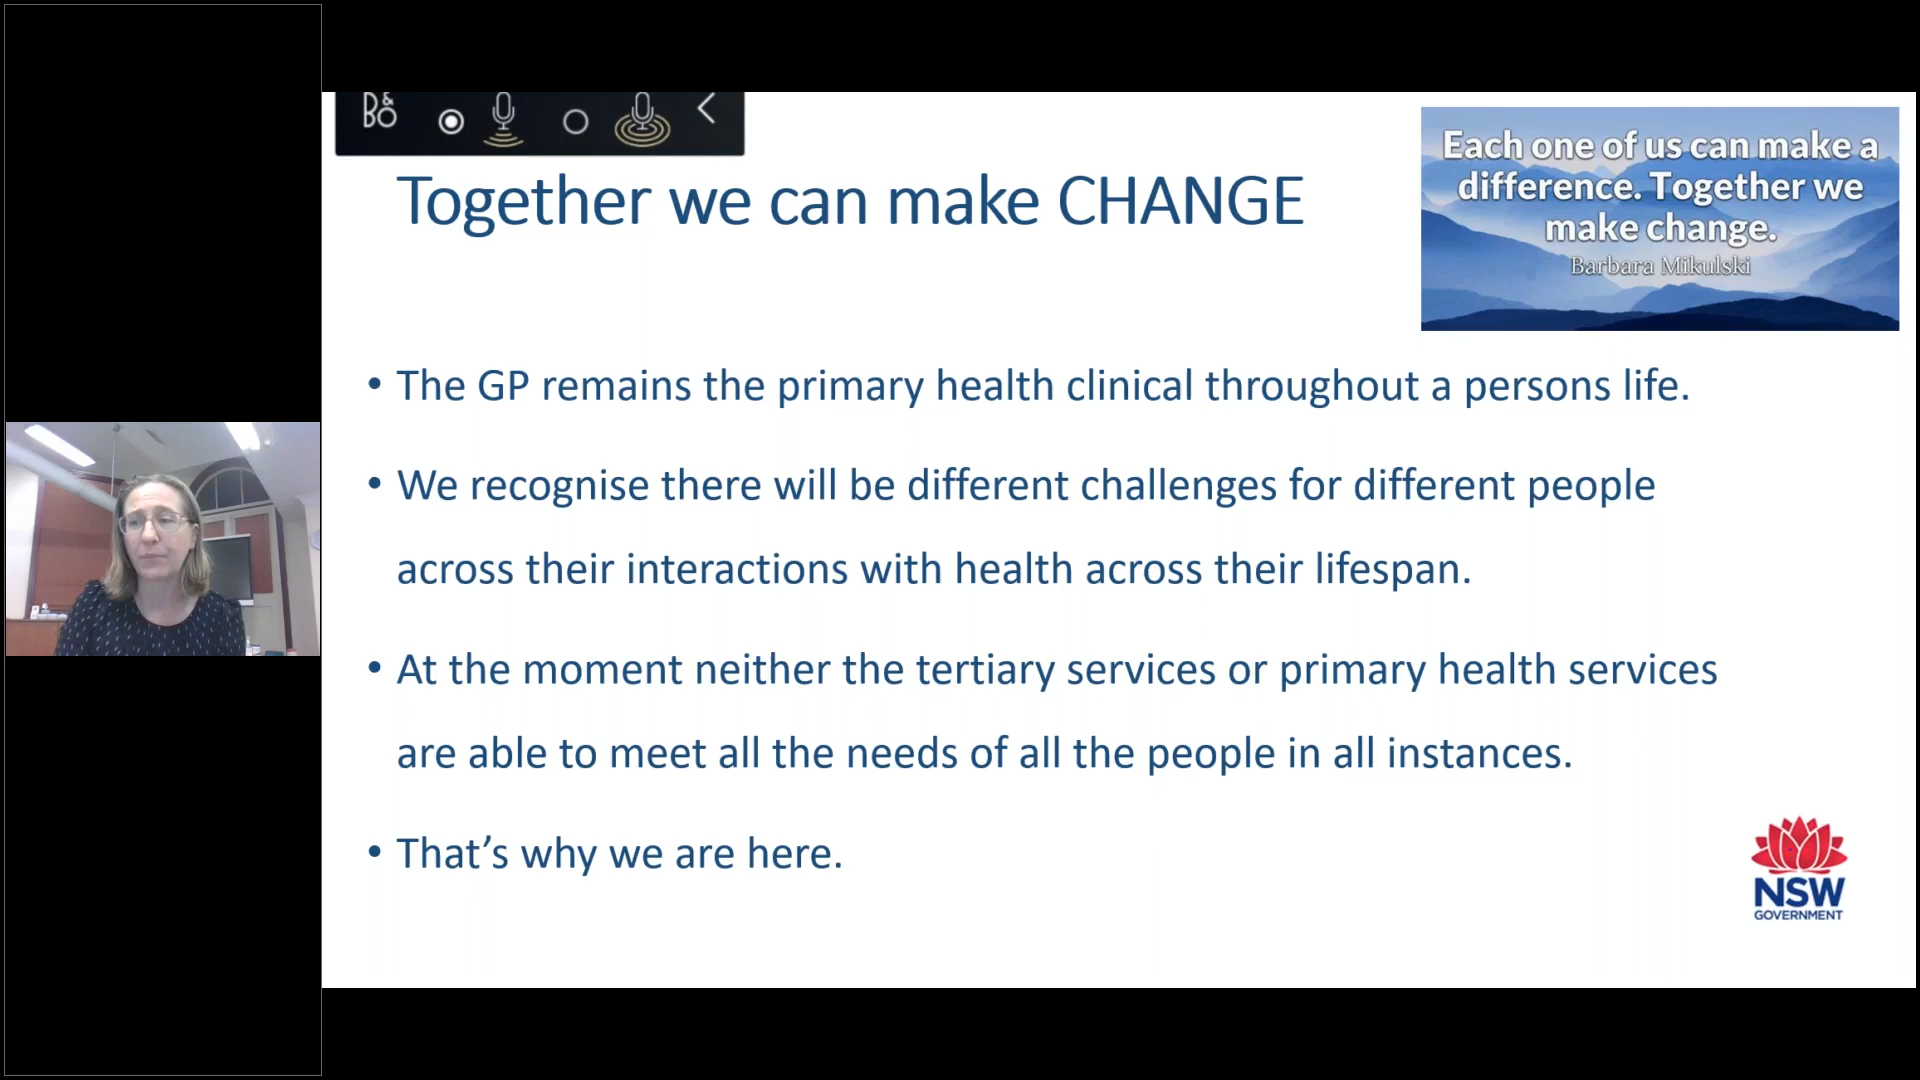 B&O
Together we can make CHANGE
Each one of us can make a
difference. Together we
make change.
Barbara Mikulski
• The GP remains the primary health clinical throughout a persons life.
• We recognise there will be different challenges for different people
across their interactions with health across their lifespan.
• At the moment neither the tertiary services or primary health services
are able to meet all the needs of all the people in all instances.
• That’s why we are here.
NSW
GOVERNMENT